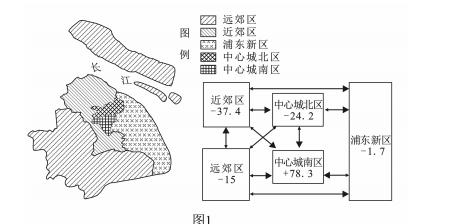 图例
远郊区
近郊区
浦东新区
中心城北区
中心城南区
长江
近郊区
-37.4
中心城北区
-24.2
浦东新区
-1.7
远郊区
-15
中心城南区
+78.3
图1